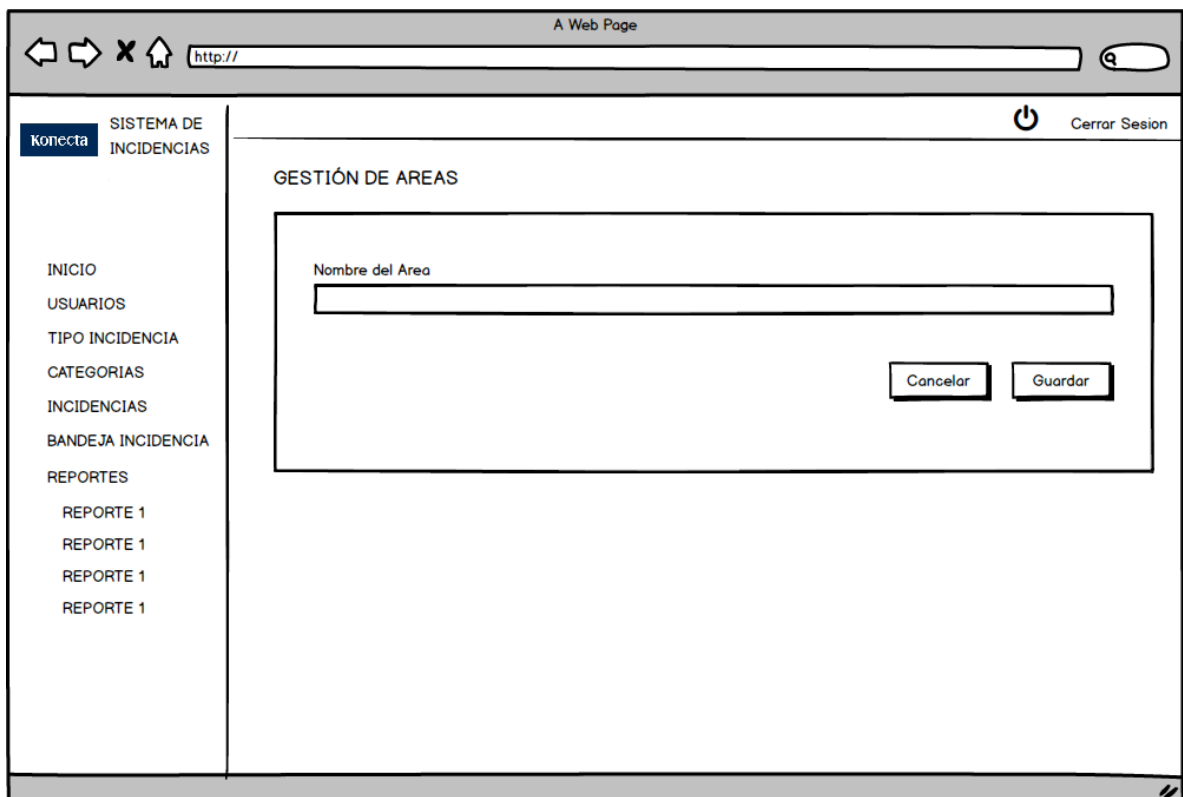 A Web Page
http://
Konecta
SISTEMA DE
INCIDENCIAS
Cerrar Sesion
GESTIÓN DE AREAS
INICIO
USUARIOS
TIPO INCIDENCIA
CATEGORIAS
INCIDENCIAS
BANDEJA INCIDENCIA
REPORTES
REPORTE 1
REPORTE 1
REPORTE 1
REPORTE 1
Nombre del Area
Cancelar
Guardar